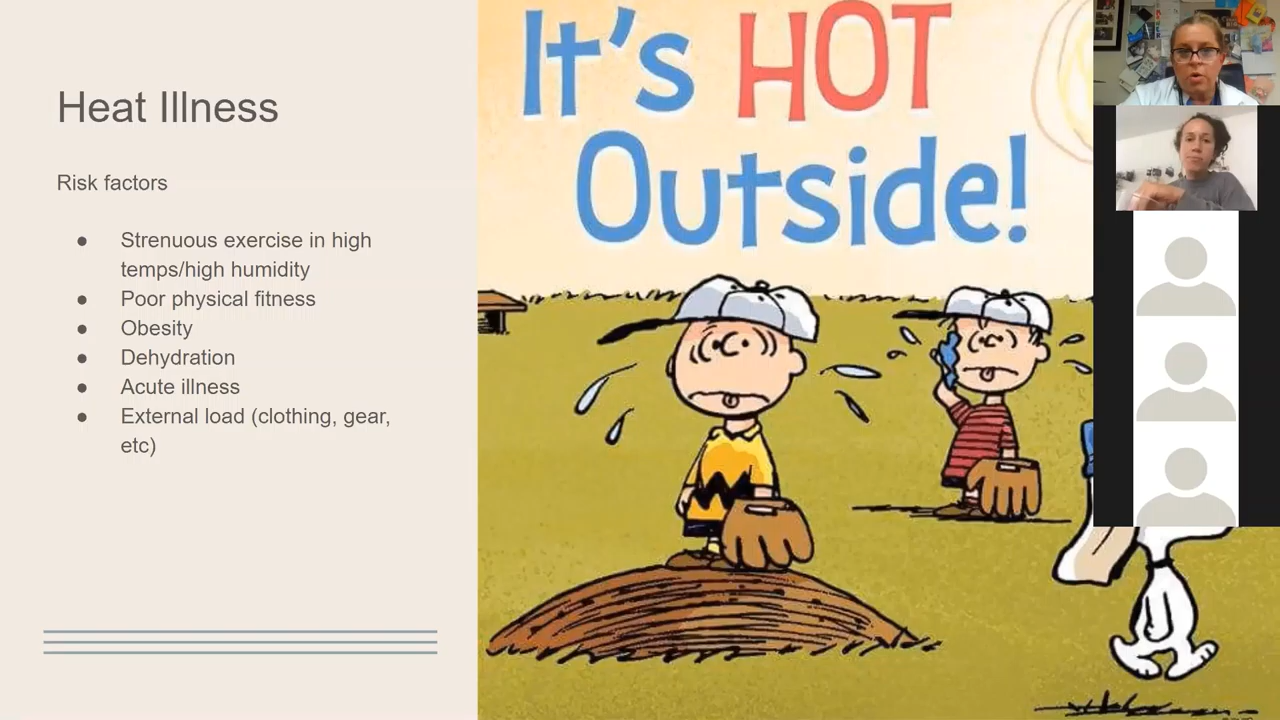 Heat Illness
Risk factors
● Strenuous exercise in high
temps/high humidity
● Poor physical fitness
● Obesity
● Dehydration
● Acute illness
● External load (clothing, gear,
etc)
It's HOT
Outside!